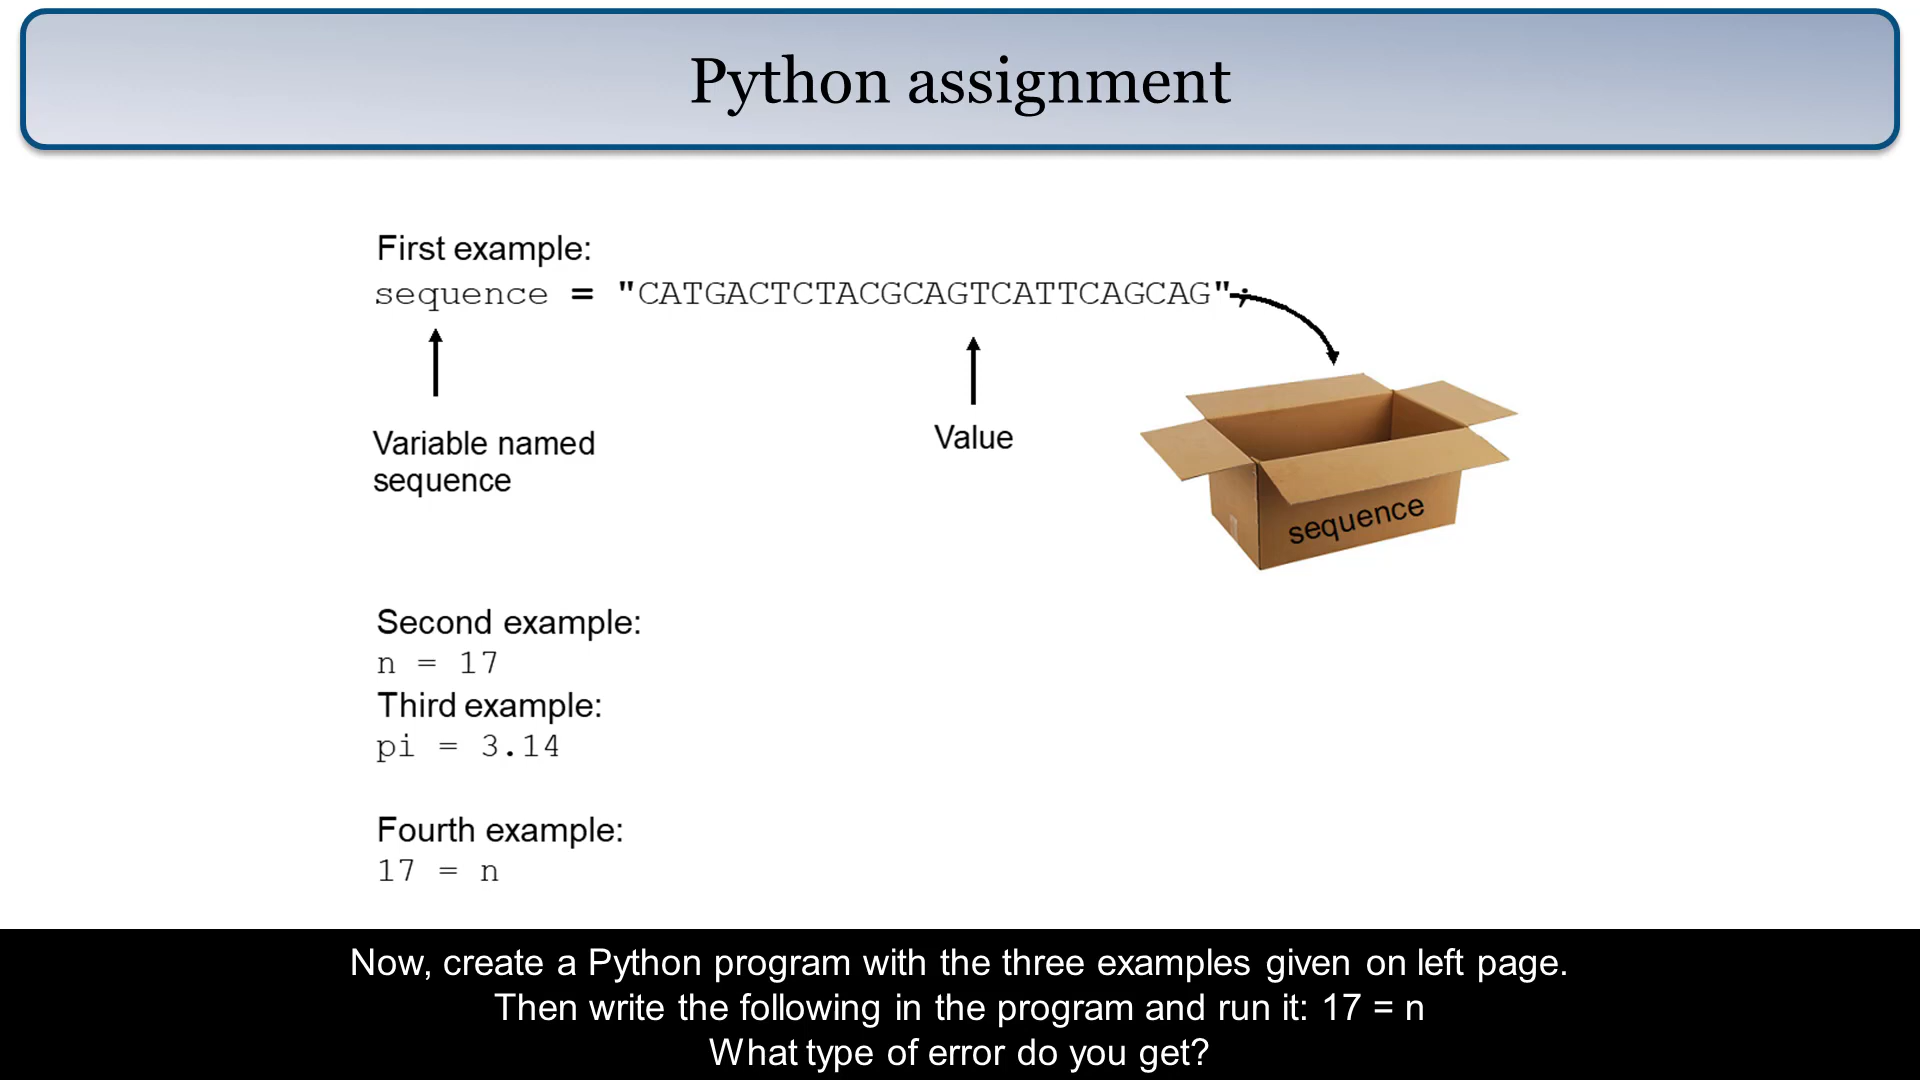 Python assignment
First example:
sequence = "CATGACTCTACGCAGTCATTCAGCAG";
Variable named
sequence
Value
sequence
Second example:
n = 17
Third example:
pi = 3.14
Fourth example:
17 = n
Now, create a Python program with the three examples given on left page.
Then write the following in the program and run it: 17 = n
What type of error do you get?